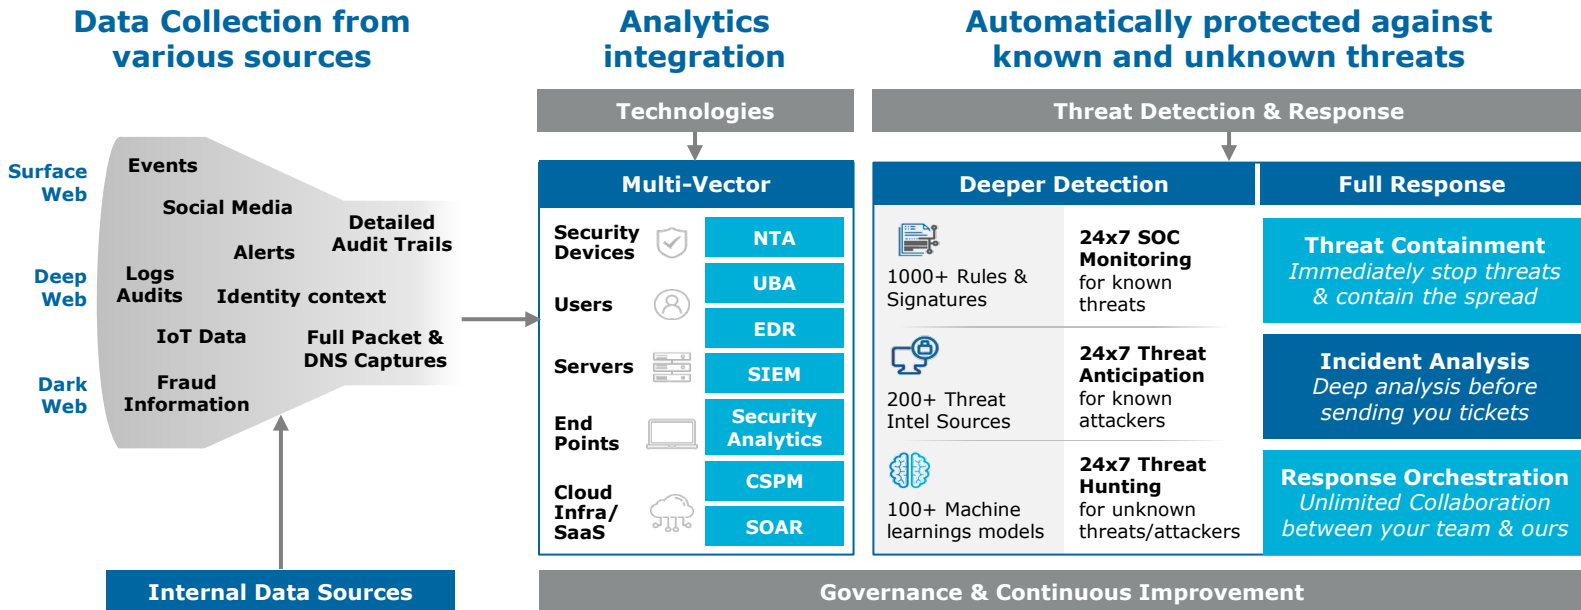 Data Collection from
various sources
Analytics
integration
Automatically protected against
known and unknown threats
Technologies
Threat Detection & Response
Surface
Web
Deep
Web
Dark
Web
Events
Social Media
Detailed
Audit Trails
Alerts
Logs
Audits
Identity context
IoT Data
Full Packet &
DNS Captures
Fraud
Information
Internal Data Sources
Multi-Vector
Security
Devices
Users
Servers
End
Points
Cloud
Infra/
SaaS
NTA
UBA
EDR
SIEM
Security
Analytics
CSPM
SOAR
Deeper Detection
Full Response
1000+ Rules &
Signatures
24x7 SOC
Monitoring
for known
threats
Threat Containment
Immediately stop threats
& contain the spread
200+ Threat
Intel Sources
24x7 Threat
Anticipation
for known
attackers
Incident Analysis
Deep analysis before
sending you tickets
100+ Machine
learnings models
24x7 Threat
Hunting
for unknown
threats/attackers
Response Orchestration
Unlimited Collaboration
between your team & ours
Governance & Continuous Improvement